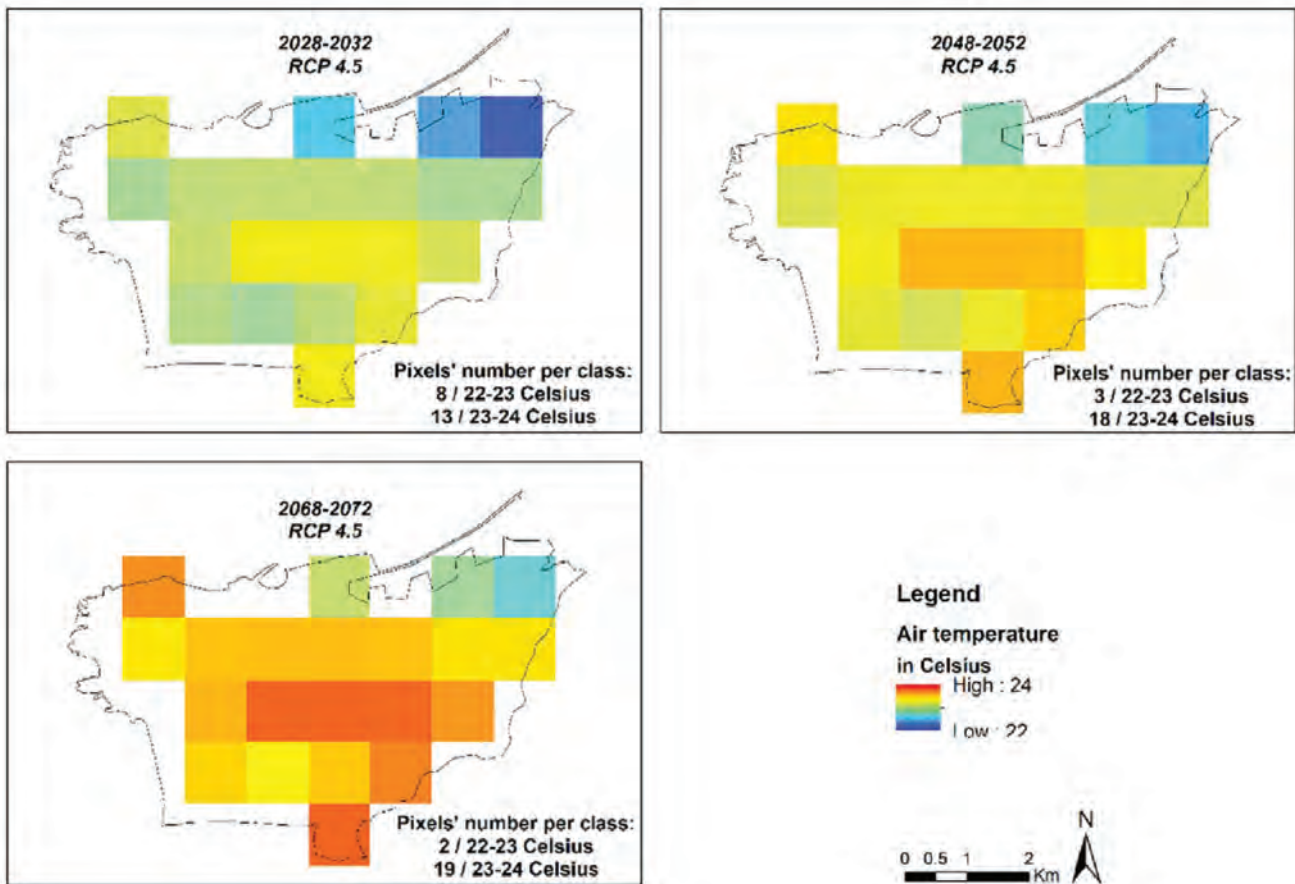 2028-2032
RCP 4.5
Pixels' number per class:
8 / 22-23 Celsius
13 / 23-24 Celsius
2048-2052
RCP 4.5
Pixels' number per class:
3 / 22-23 Celsius
18 / 23-24 Celsius
2068-2072
RCP 4.5
Pixels' number per class:
2 / 22-23 Celsius
19 / 23-24 Celsius
Legend
Air temperature
in Celsius
High : 24
Low : 22
N
0 0.5 1 2
Km